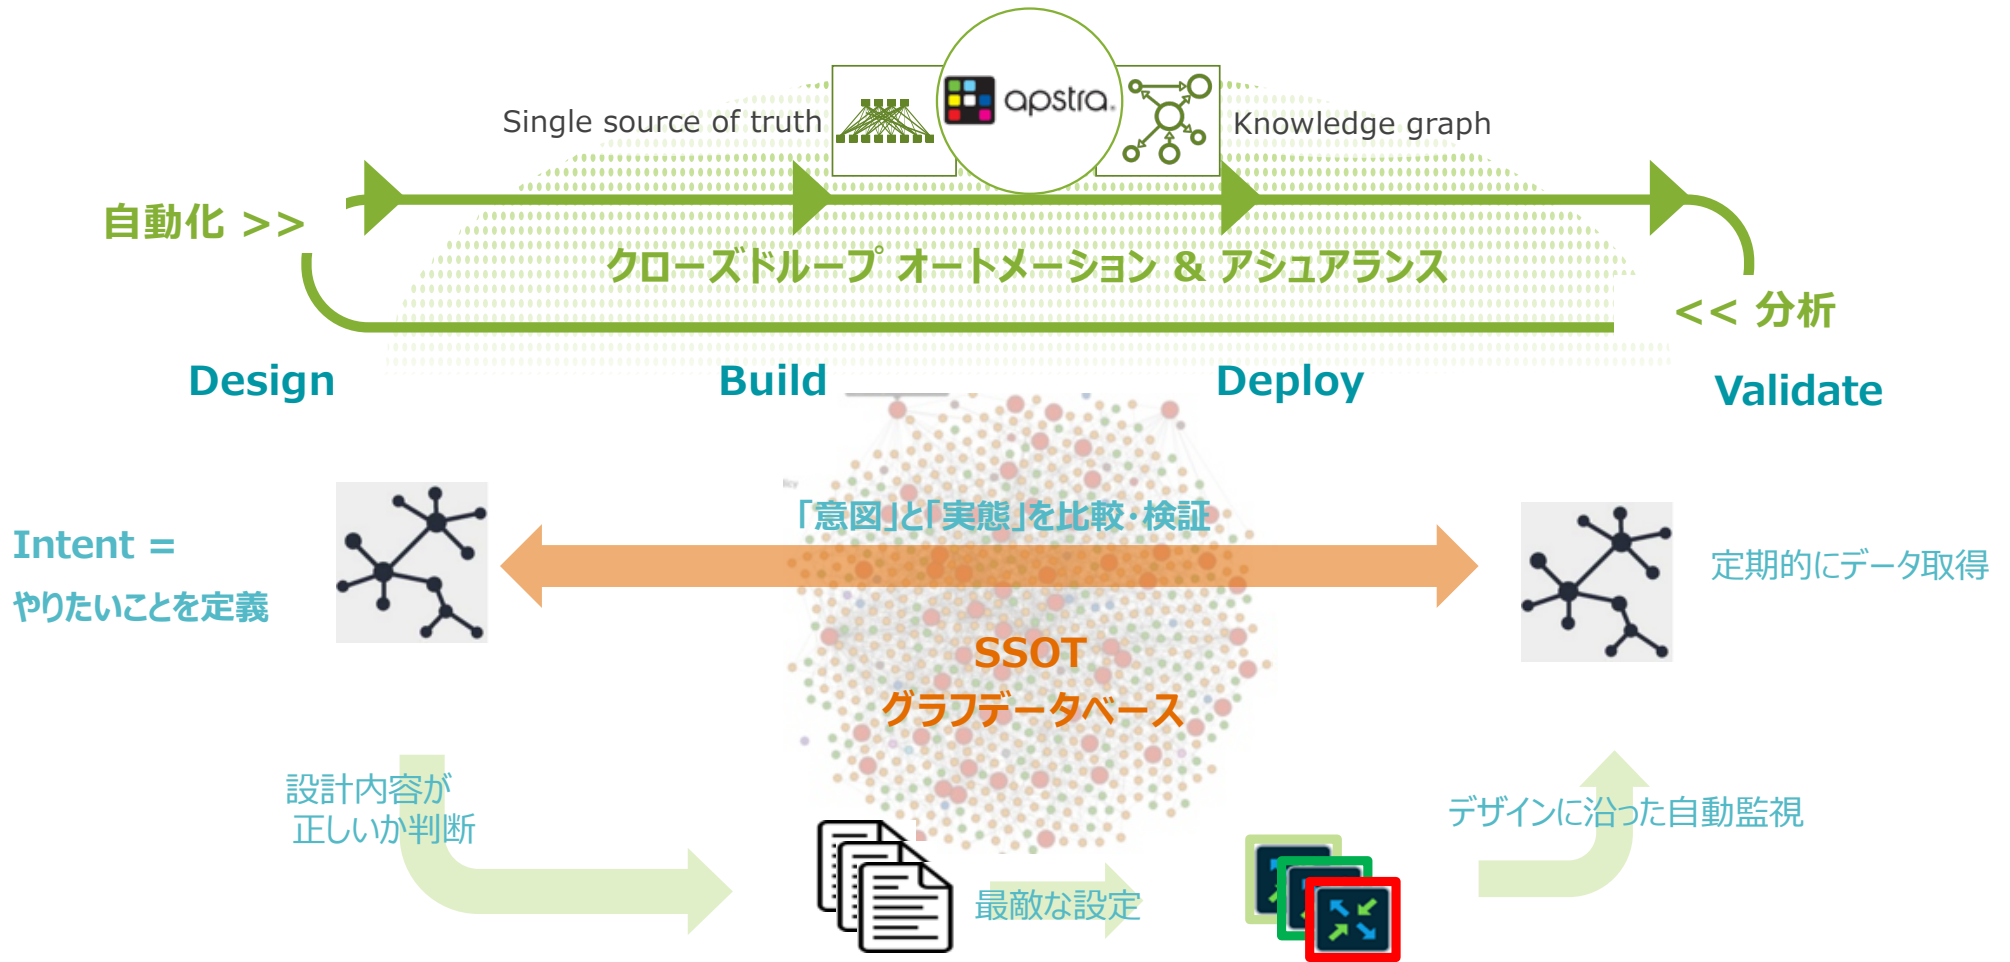 apstra.
Single source of truth
Knowledge graph
自動化 >>
クローズドループ オートメーション & アシュアランス
<< 分析
Design
Build
Deploy
Validate
「意図」と「実態」を比較・検証
Intent =
やりたいことを定義
定期的にデータ取得
SSOT
グラフデータベース
設計内容が
正しいか判断
デザインに沿った自動監視
最敵な設定